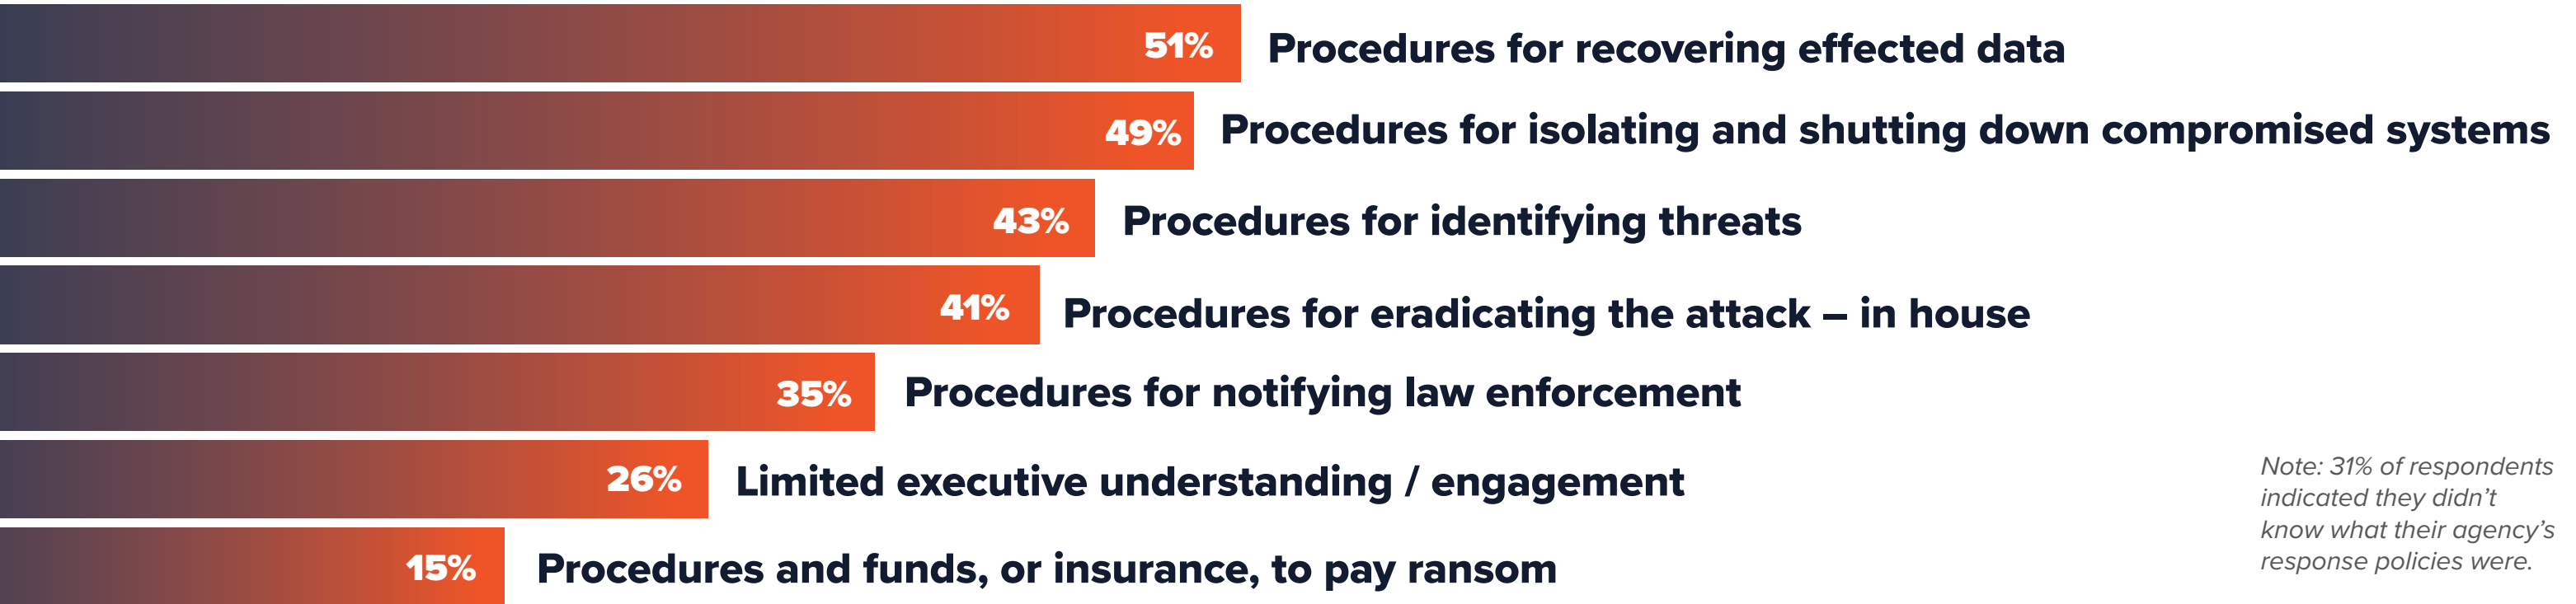 51% Procedures for recovering effected data
49% Procedures for isolating and shutting down compromised systems
43% Procedures for identifying threats
41% Procedures for eradicating the attack – in house
35% Procedures for notifying law enforcement
26% Limited executive understanding / engagement
15% Procedures and funds, or insurance, to pay ransom
Note: 31% of respondents
indicated they didn’t
know what their agency’s
response policies were.